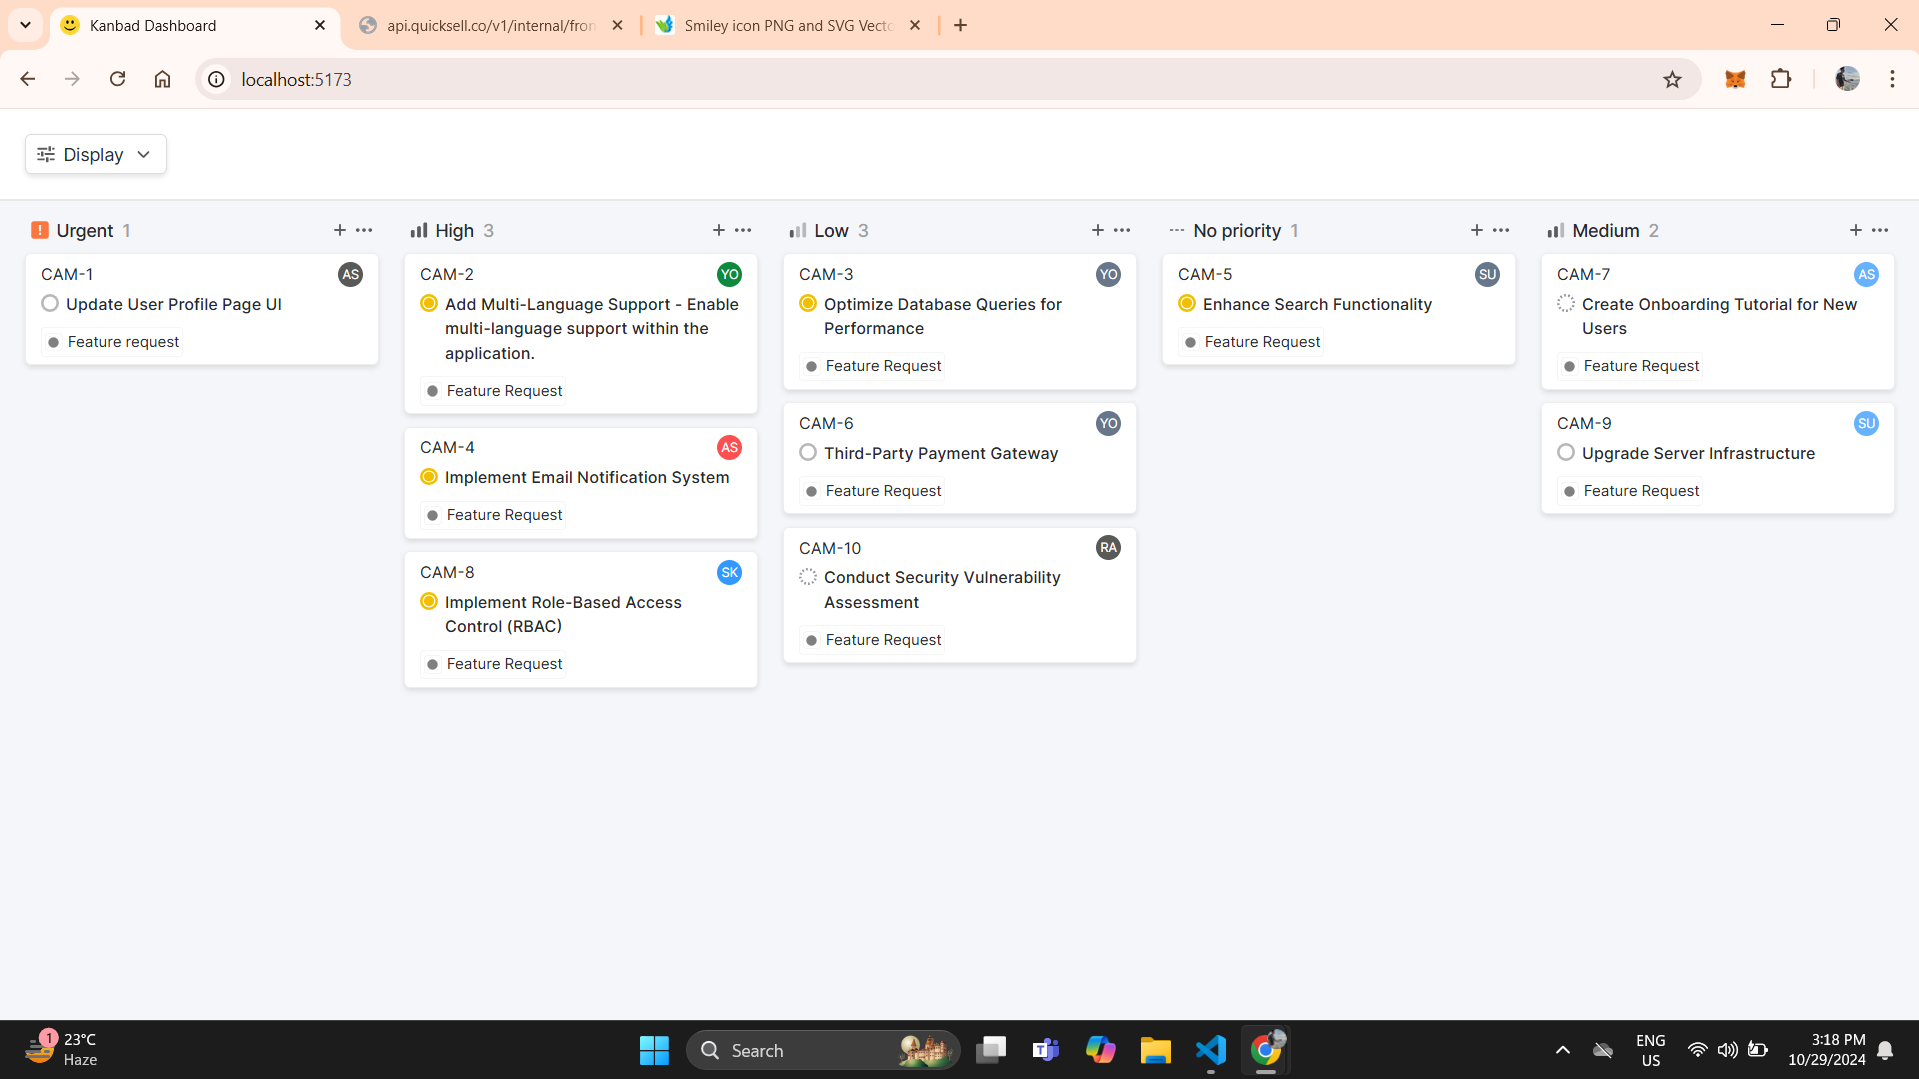 Kanbad Dashboard
api.quicksell.co/v1/internal/fron
Smiley icon PNG and SVG Vecto
localhost:5173
Display
Urgent 1
CAM-1
AS
Update User Profile Page UI
Feature request
High 3
CAM-2
YO
Add Multi-Language Support - Enable
multi-language support within the
application.
Feature Request
CAM-4
AS
Implement Email Notification System
Feature Request
CAM-8
SK
Implement Role-Based Access
Control (RBAC)
Feature Request
Low 3
CAM-3
YO
Optimize Database Queries for
Performance
Feature Request
CAM-6
YO
Third-Party Payment Gateway
Feature Request
CAM-10
RA
Conduct Security Vulnerability
Assessment
Feature Request
No priority 1
CAM-5
SU
Enhance Search Functionality
Feature Request
Medium 2
CAM-7
AS
Create Onboarding Tutorial for New
Users
Feature Request
CAM-9
SU
Upgrade Server Infrastructure
Feature Request
1
23°C
Haze
Search
ENG
US
3:18 PM
10/29/2024